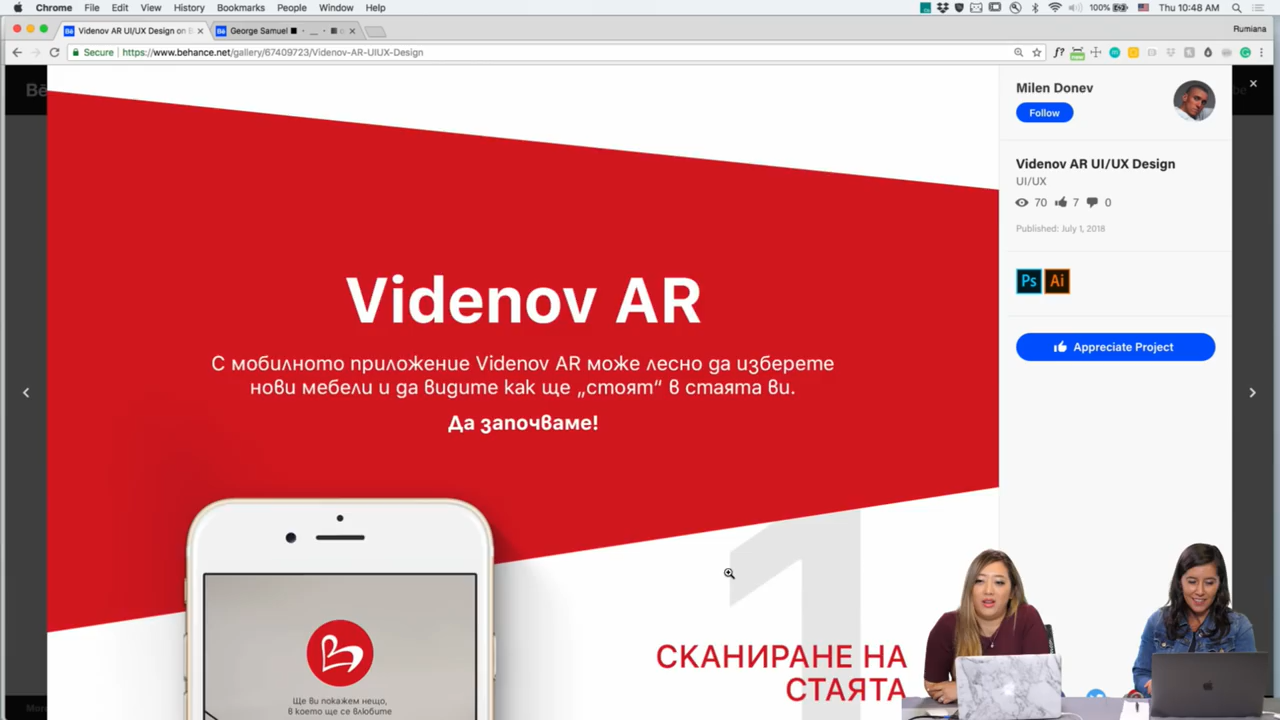 Chrome File Edit View History Bookmarks People Window Help
100% Thu 10:48 AM
Videnov AR UI/UX Design on B
George Samuel
Rumiana
Secure https://www.behance.net/gallery/67409723/Videnov-AR-UIUX-Design
Bē
Milen Donev
Follow
Videnov AR UI/UX Design
UI/UX
70 7 0
Published: July 1, 2018
Ps Ai
Appreciate Project
Videnov AR
С мобилното приложение Videnov AR може лесно да изберете
нови мебели и да видите как ще „стоят“ в стаята ви.
Да започваме!
1
СКАНИРАНЕ НА
СТАЯТА
Ще ви покажем нещо,
в което ще се влюбите